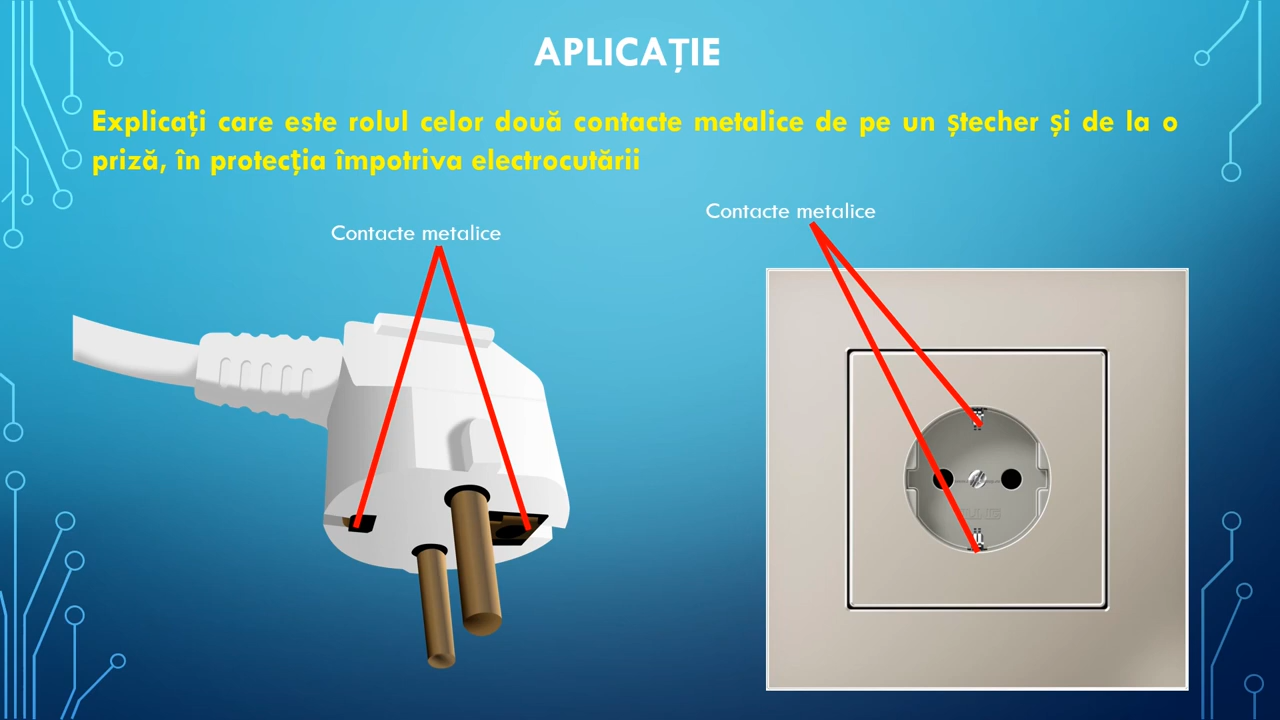 APLICAȚIE
Explicați care este rolul celor două contacte metalice de pe un ștecher și de la o
priză, în protecția împotriva electrocutării
Contacte metalice
Contacte metalice